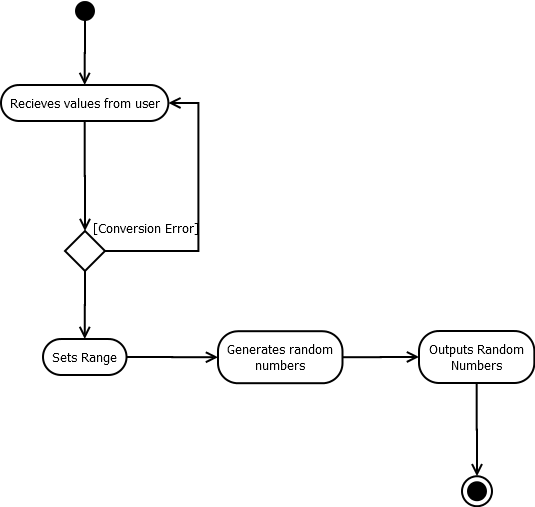 Recieves values from user
[Conversion Error]
Sets Range
Generates random
numbers
Outputs Random
Numbers